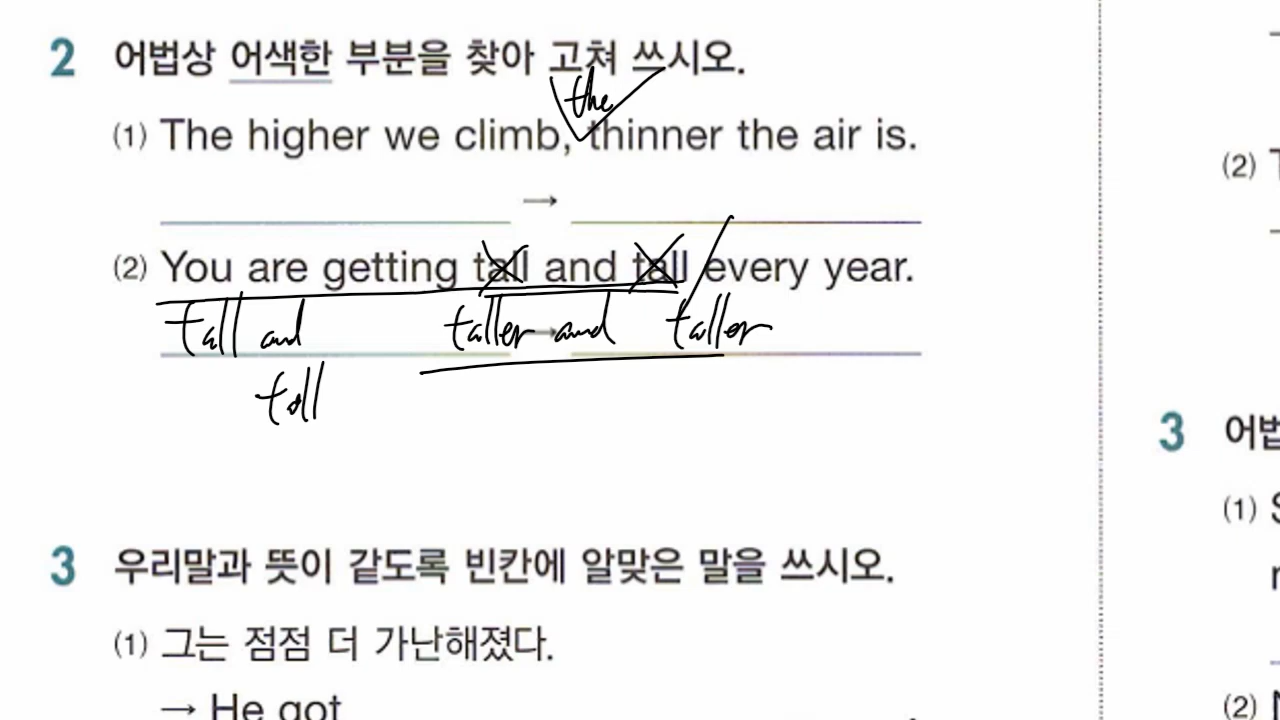 2 어법상 어색한 부분을 찾아 고쳐 쓰시오.
the
(1) The higher we climb, thinner the air is.
→
(2) You are getting tall and tall every year.
tall and → taller and taller
tall
3 우리말과 뜻이 같도록 빈칸에 알맞은 말을 쓰시오.
(1) 그는 점점 더 가난해졌다.
→ He got .
(2)
3
(1)
(2)